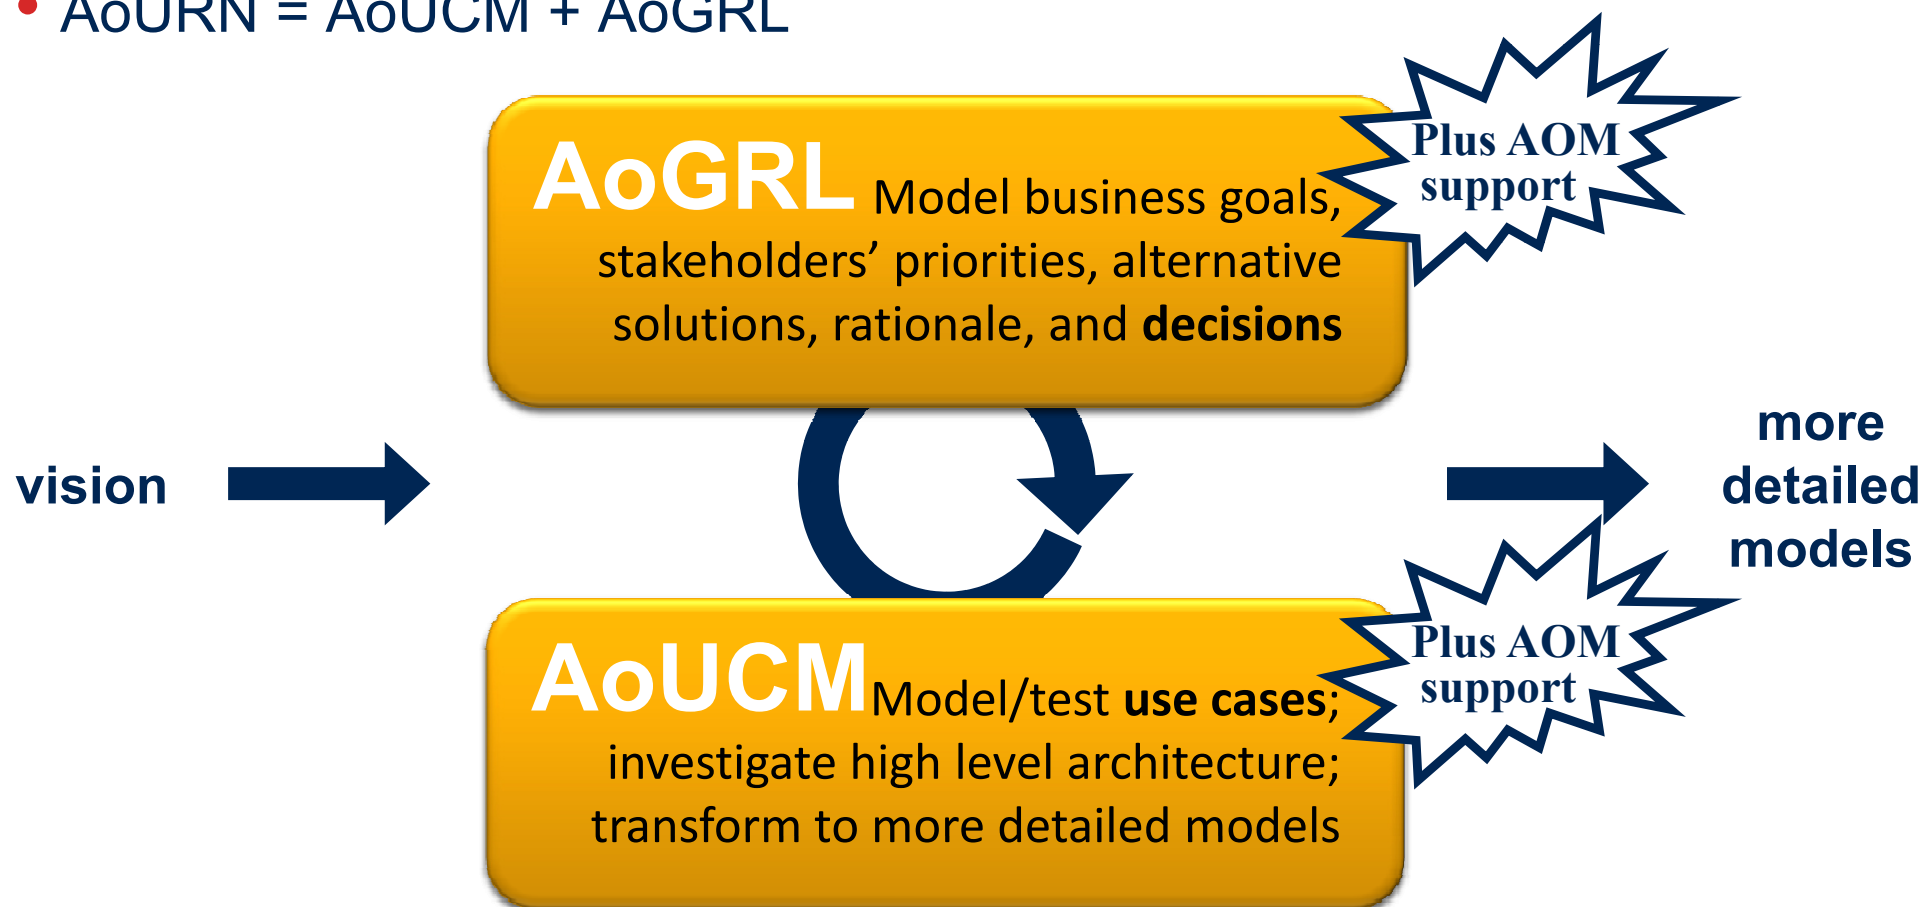 • AoURN = AoUCM + AoGRL
Plus AOM
support
AoGRL Model business goals,
stakeholders’ priorities, alternative
solutions, rationale, and decisions
vision
more
detailed
models
Plus AOM
support
AoUCM Model/test use cases;
investigate high level architecture;
transform to more detailed models